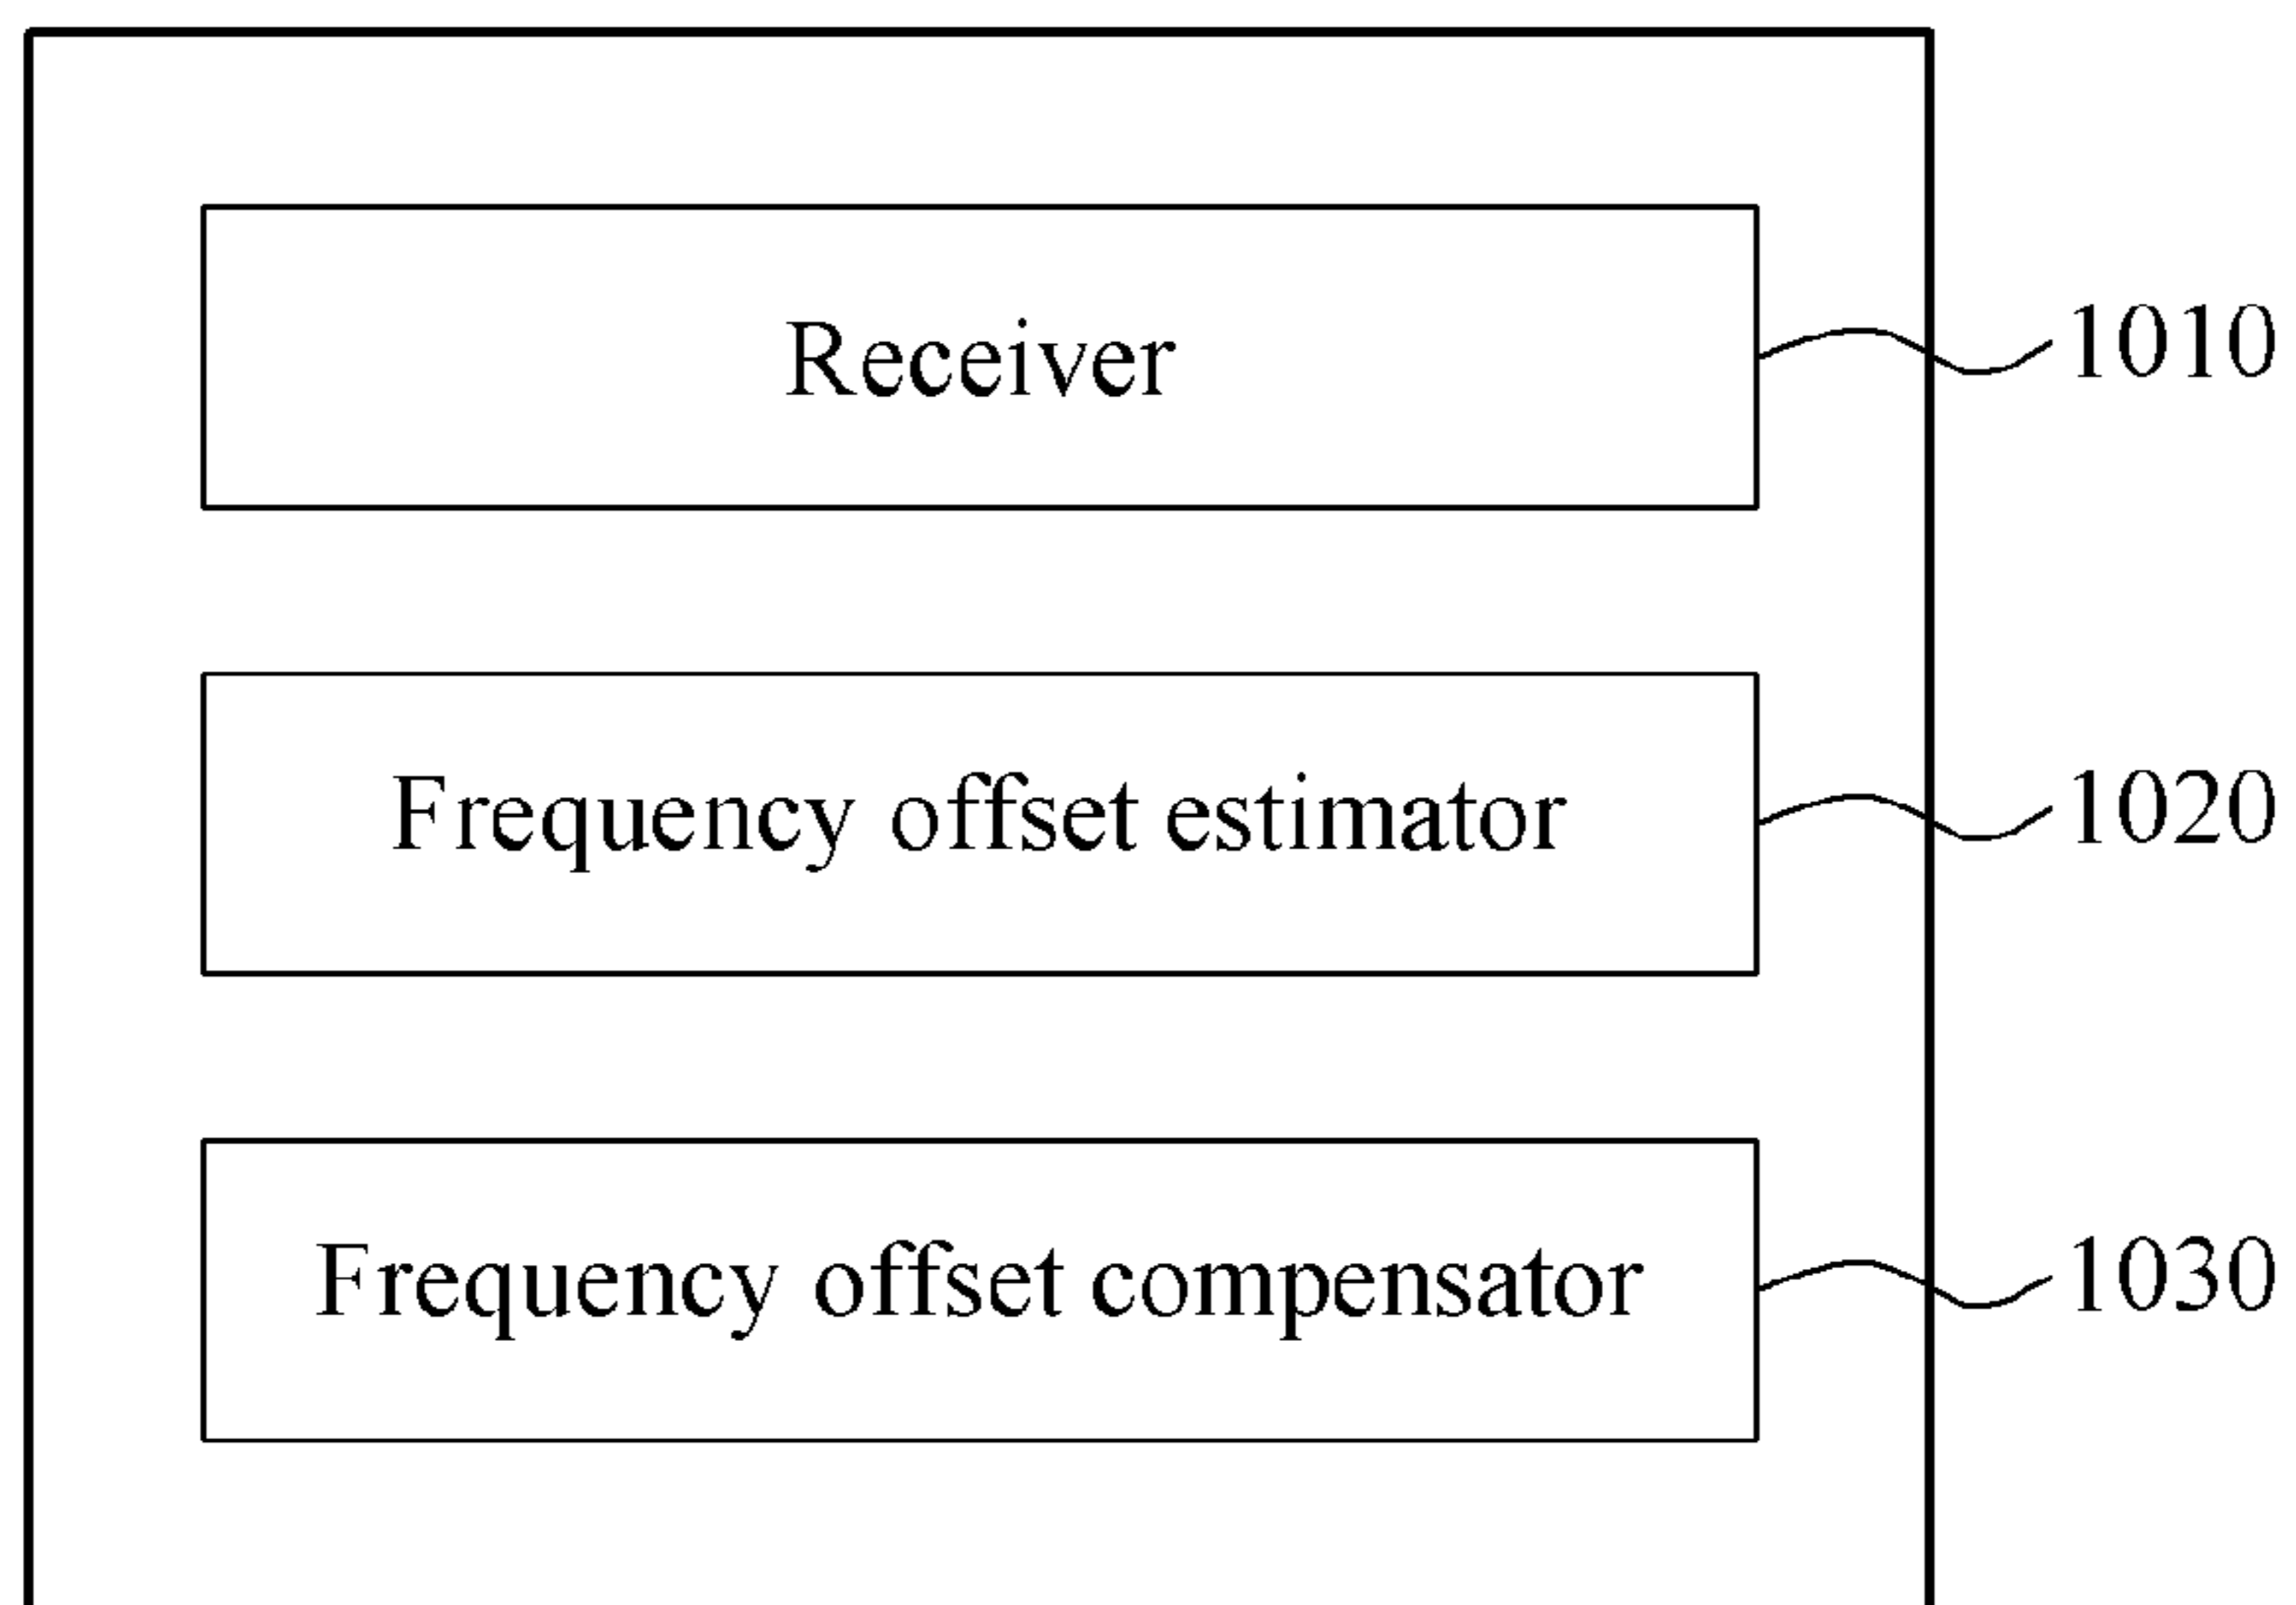 Receiver 1010
Frequency offset estimator 1020
Frequency offset compensator 1030